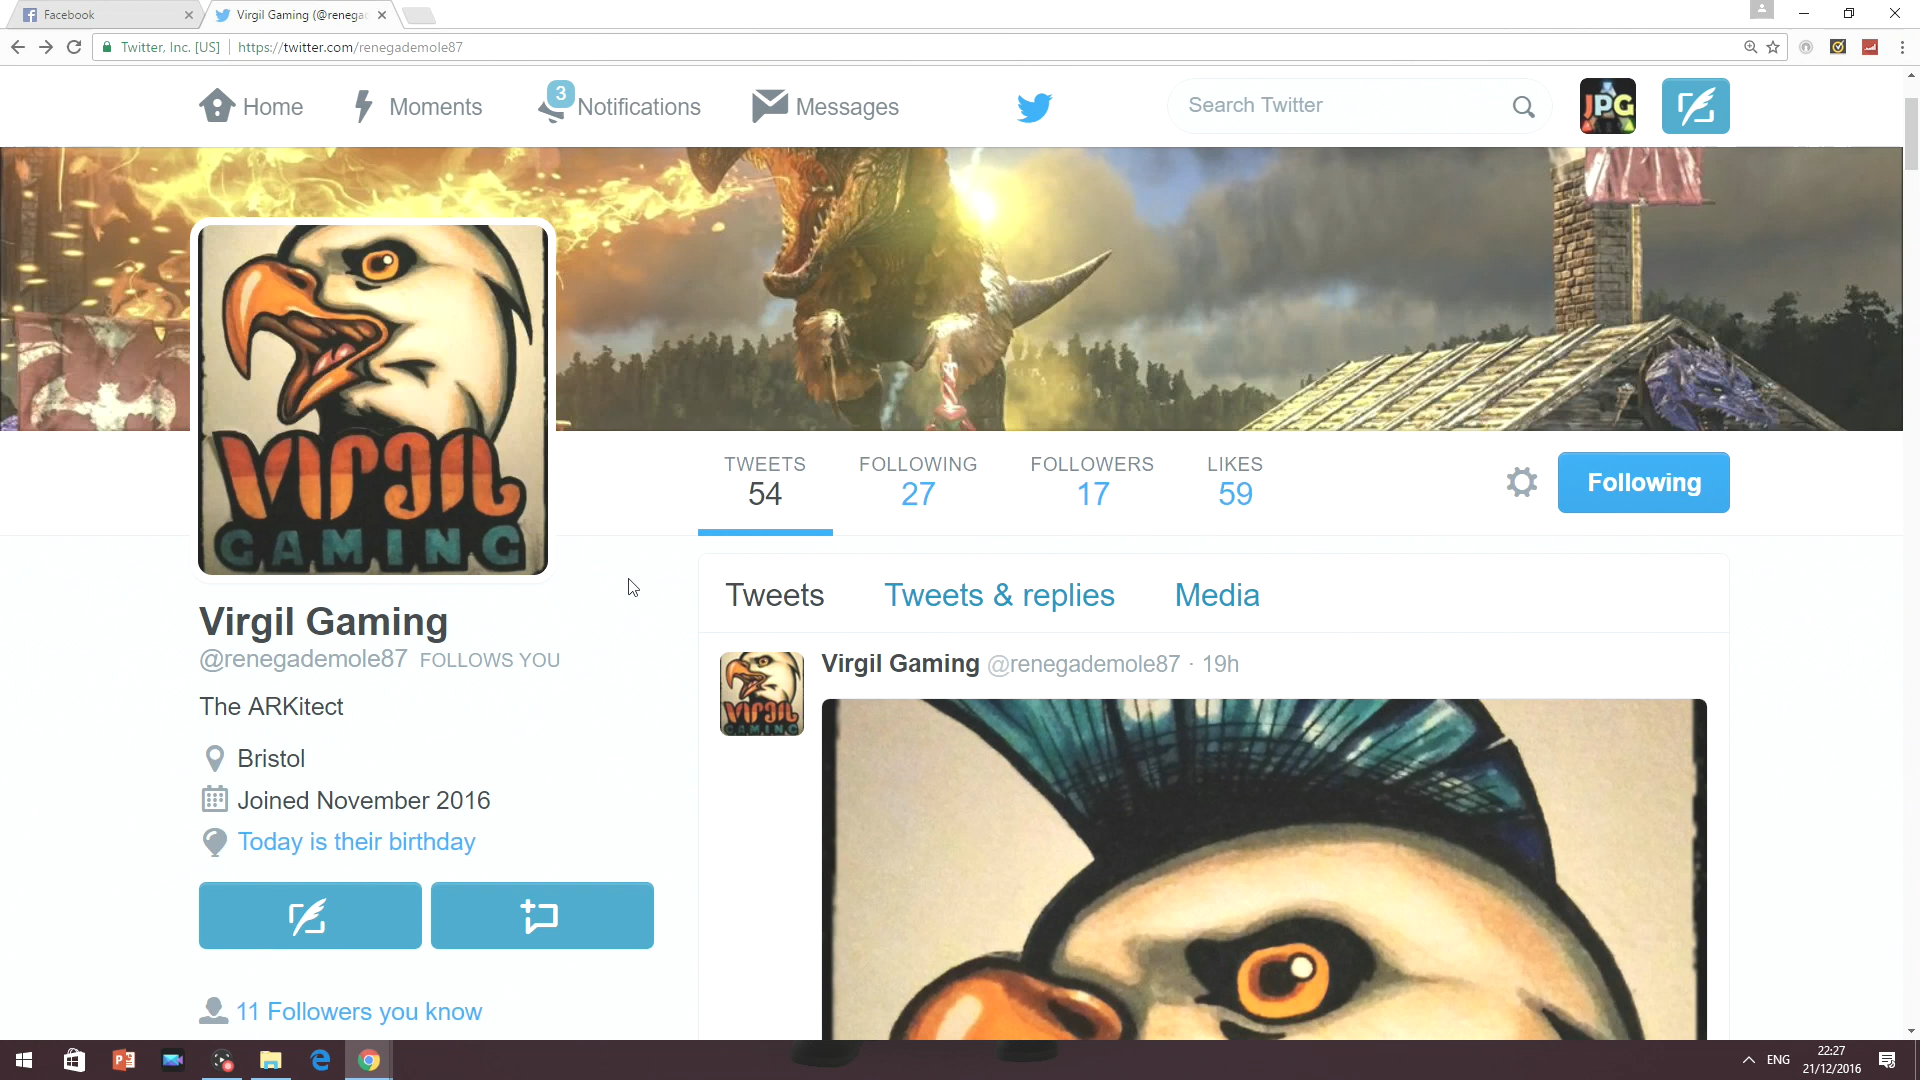 Facebook
Virgil Gaming (@renega
Twitter, Inc. [US]
https://twitter.com/renegademole87
Home
Moments
3
Notifications
Messages
Search Twitter
JPG
VIRGIL
GAMING
TWEETS
54
FOLLOWING
27
FOLLOWERS
17
LIKES
59
Following
Virgil Gaming
@renegademole87 FOLLOWS YOU
The ARKitect
Bristol
Joined November 2016
Today is their birthday
11 Followers you know
Tweets
Tweets & replies
Media
Virgil Gaming @renegademole87 · 19h
VIRGIL
GAMING
ENG
22:27
21/12/2016